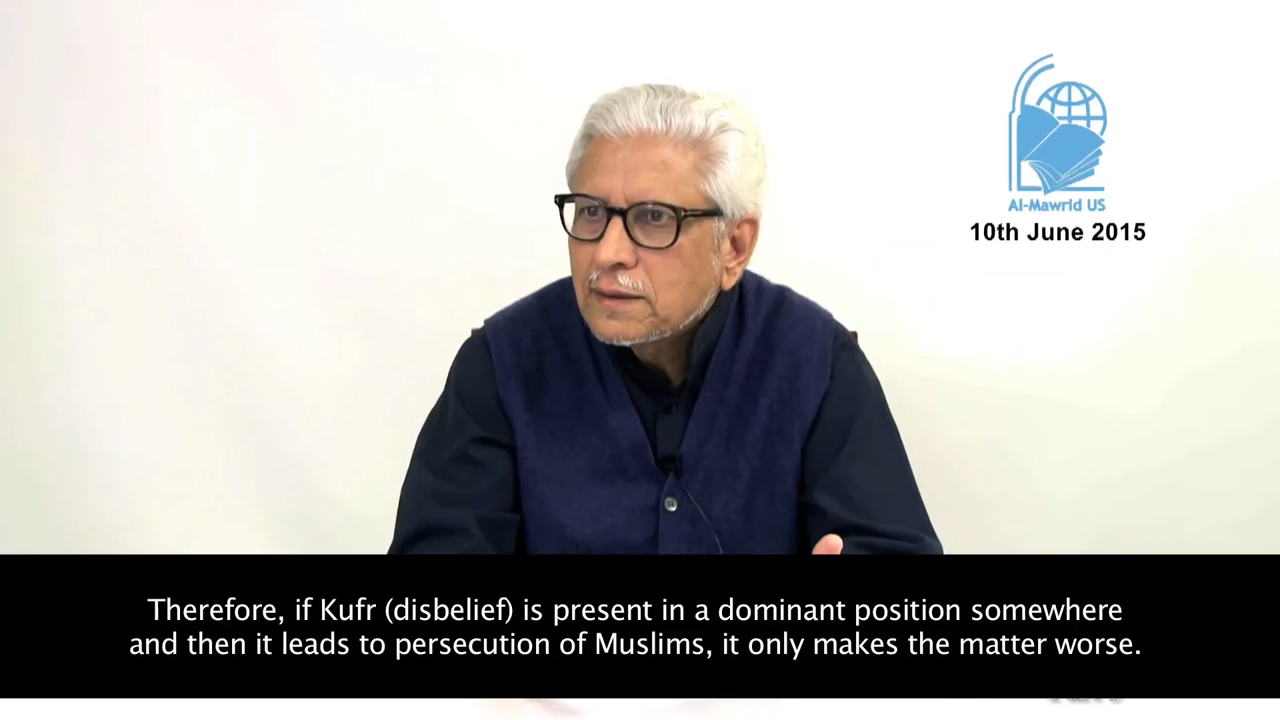 Al-Mawrid US
10th June 2015
Therefore, if Kufr (disbelief) is present in a dominant position somewhere
and then it leads to persecution of Muslims, it only makes the matter worse.